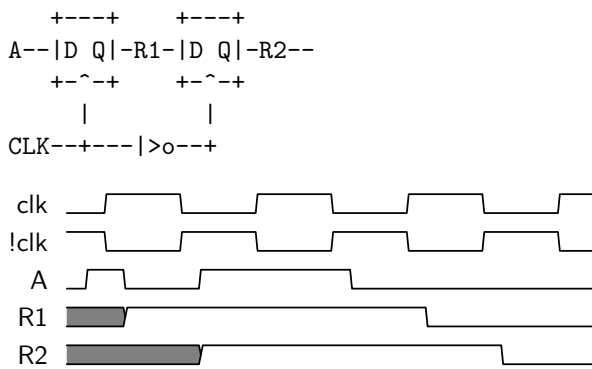 +---+ +---+
A--|D Q|-R1-|D Q|-R2--
+-^-+ +-^-+
| |
CLK--+---|>o--+
clk
!clk
A
R1
R2